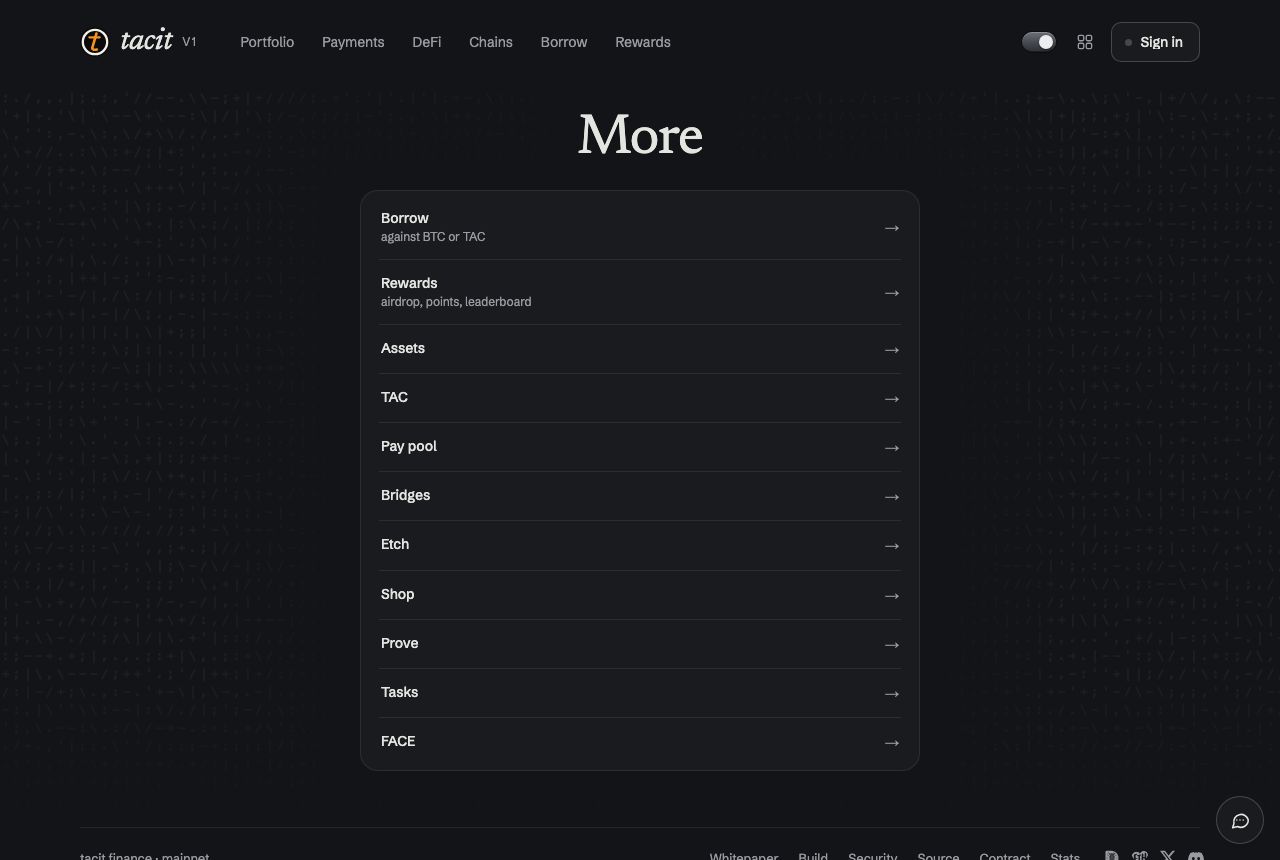 tacit V1 Portfolio Payments DeFi Chains Borrow Rewards Sign in
More
Borrow →
against BTC or TAC
Rewards →
airdrop, points, leaderboard
Assets →
TAC →
Pay pool →
Bridges →
Etch →
Shop →
Prove →
Tasks →
FACE →
tacit finance · mainnet Whitepaper Build Security Source Contract Stats